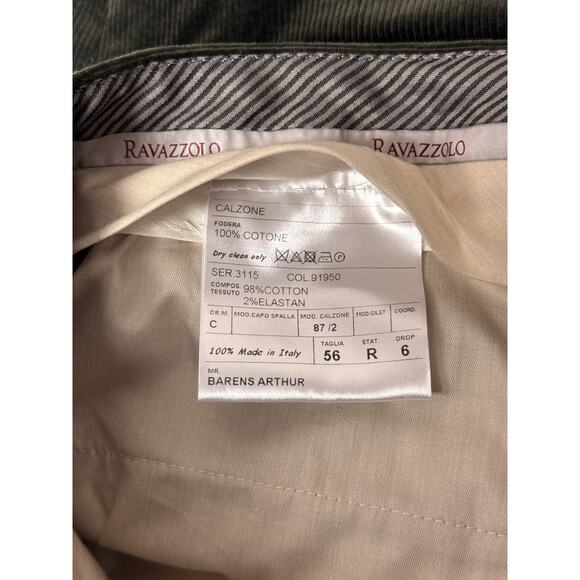 RAVAZZOLO RAVAZZOLO
CALZONE
FODERA
100% COTONE
Dry clean only
SER.3115 COL.91950
COMPOS 98%COTTON
TESSUTO 2%ELASTAN
GR.M. MOD.CAPO SPALLA MOD. CALZONE MOD.GILET COORD.
C 87 /2
100% Made in Italy TAGLIA STAT DROP
56 R 6
MR.
BARENS ARTHUR